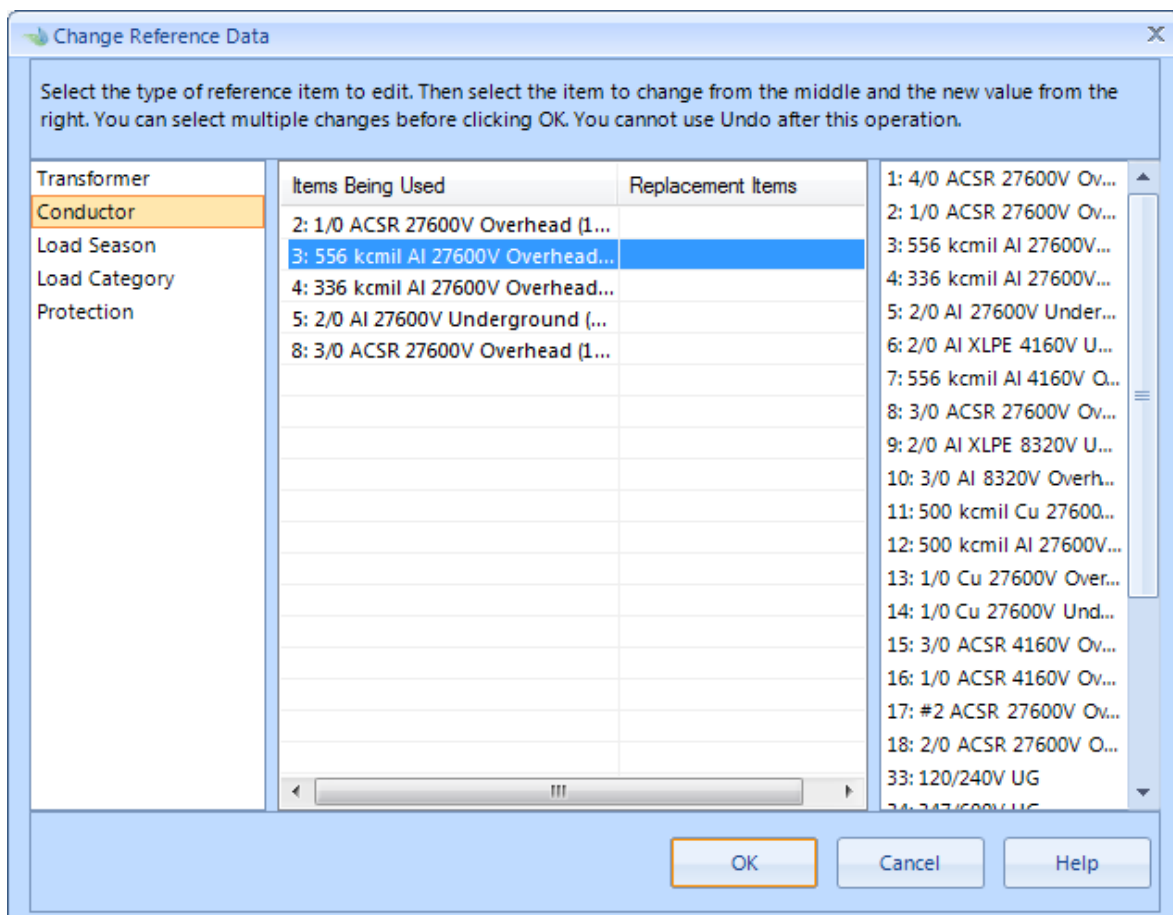 Change Reference Data
Select the type of reference item to edit. Then select the item to change from the middle and the new value from the
right. You can select multiple changes before clicking OK. You cannot use Undo after this operation.
Transformer
Conductor
Load Season
Load Category
Protection
Items Being Used
Replacement Items
2: 1/0 ACSR 27600V Overhead (1...
3: 556 kcmil Al 27600V Overhead...
4: 336 kcmil Al 27600V Overhead...
5: 2/0 Al 27600V Underground (...
8: 3/0 ACSR 27600V Overhead (1...
1: 4/0 ACSR 27600V Ov...
2: 1/0 ACSR 27600V Ov...
3: 556 kcmil Al 27600V...
4: 336 kcmil Al 27600V...
5: 2/0 Al 27600V Under...
6: 2/0 Al XLPE 4160V U...
7: 556 kcmil Al 4160V O...
8: 3/0 ACSR 27600V Ov...
9: 2/0 Al XLPE 8320V U...
10: 3/0 Al 8320V Overh...
11: 500 kcmil Cu 27600...
12: 500 kcmil Al 27600V...
13: 1/0 Cu 27600V Over...
14: 1/0 Cu 27600V Und...
15: 3/0 ACSR 4160V Ov...
16: 1/0 ACSR 4160V Ov...
17: #2 ACSR 27600V Ov...
18: 2/0 ACSR 27600V O...
33: 120/240V UG
34: 347/600V UG
OK
Cancel
Help